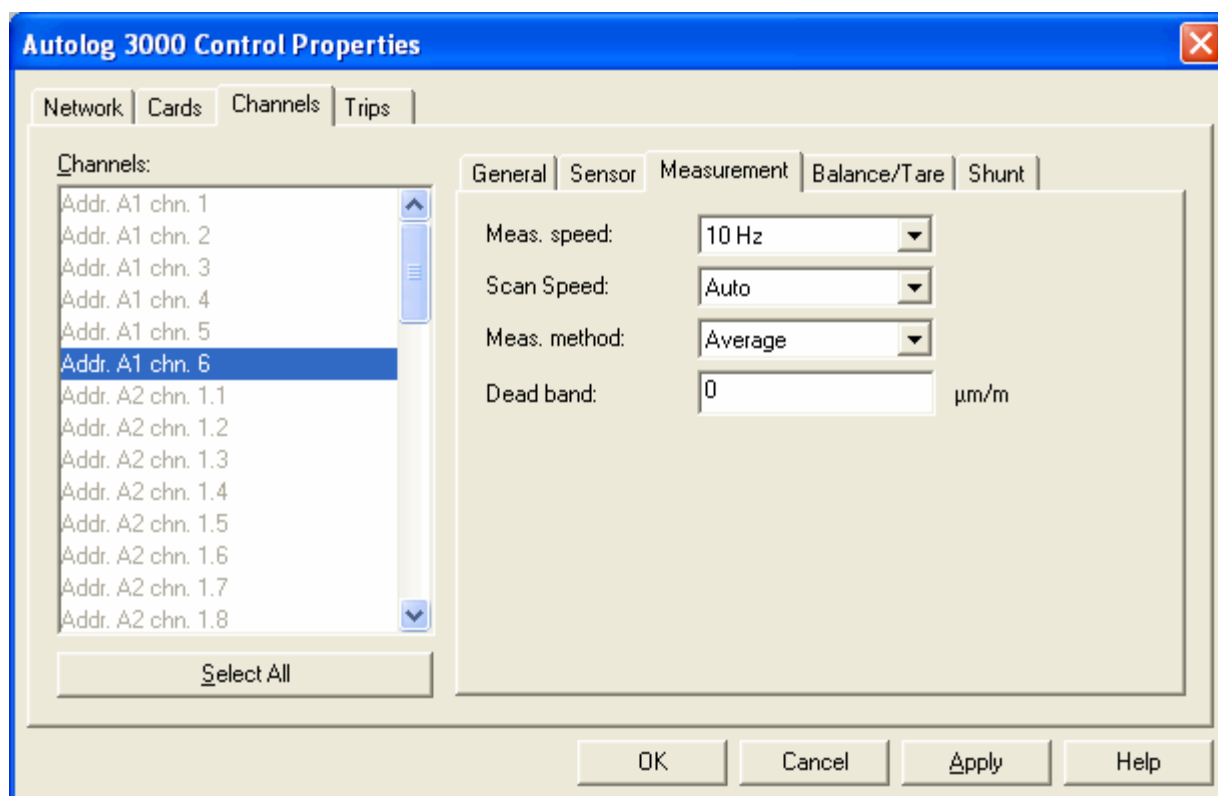 Autolog 3000 Control Properties
Network Cards Channels Trips
Channels:
Addr. A1 chn. 1
Addr. A1 chn. 2
Addr. A1 chn. 3
Addr. A1 chn. 4
Addr. A1 chn. 5
Addr. A1 chn. 6
Addr. A2 chn. 1.1
Addr. A2 chn. 1.2
Addr. A2 chn. 1.3
Addr. A2 chn. 1.4
Addr. A2 chn. 1.5
Addr. A2 chn. 1.6
Addr. A2 chn. 1.7
Addr. A2 chn. 1.8
Select All
General Sensor Measurement Balance/Tare Shunt
Meas. speed: 10 Hz
Scan Speed: Auto
Meas. method: Average
Dead band: 0 µm/m
OK Cancel Apply Help